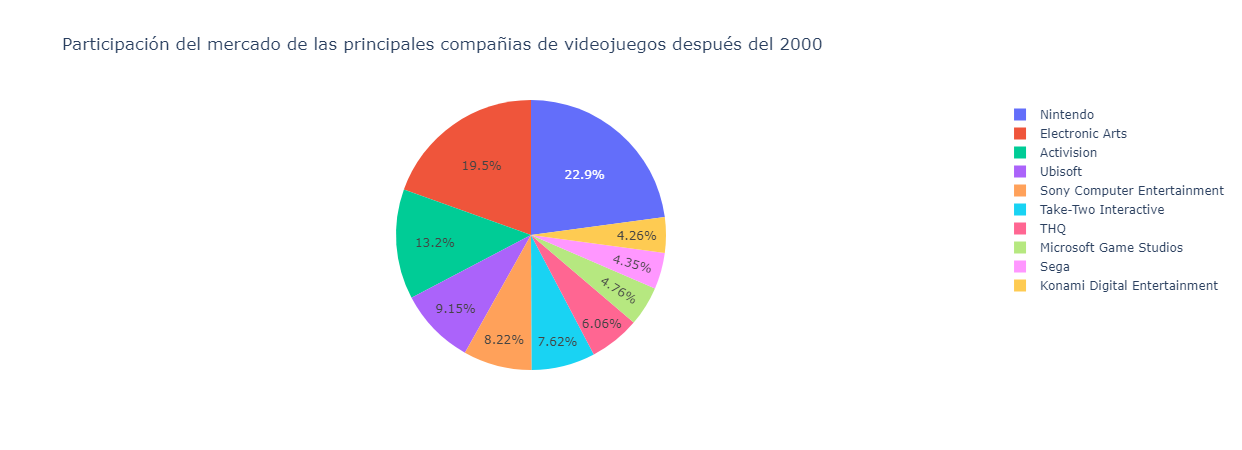 Participación del mercado de las principales compañias de videojuegos después del 2000
22.9%
19.5%
13.2%
9.15%
8.22%
7.62%
6.06%
4.76%
4.35%
4.26%
Nintendo
Electronic Arts
Activision
Ubisoft
Sony Computer Entertainment
Take-Two Interactive
THQ
Microsoft Game Studios
Sega
Konami Digital Entertainment